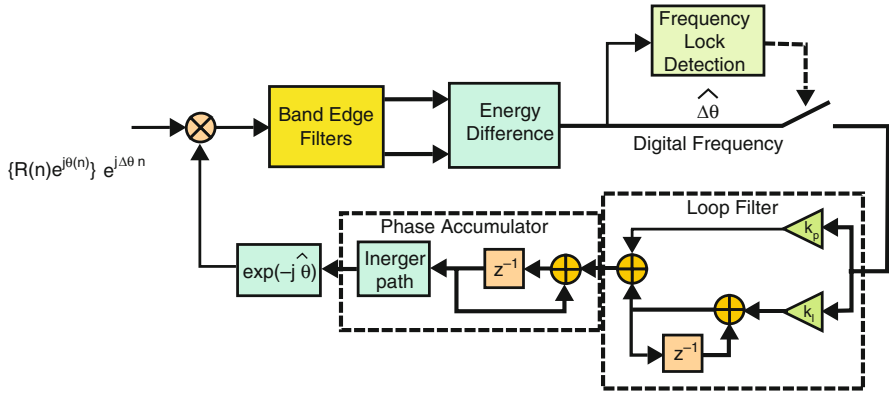 Frequency
Lock
Detection
Band Edge
Filters
Energy
Difference
^
Δθ
Digital Frequency
{R(n)e^{jθ(n)}} e^{jΔθ n}
Phase Accumulator
Loop Filter
exp(−j θ̂)
Inerger
path
z⁻¹
k_p
k_I
z⁻¹